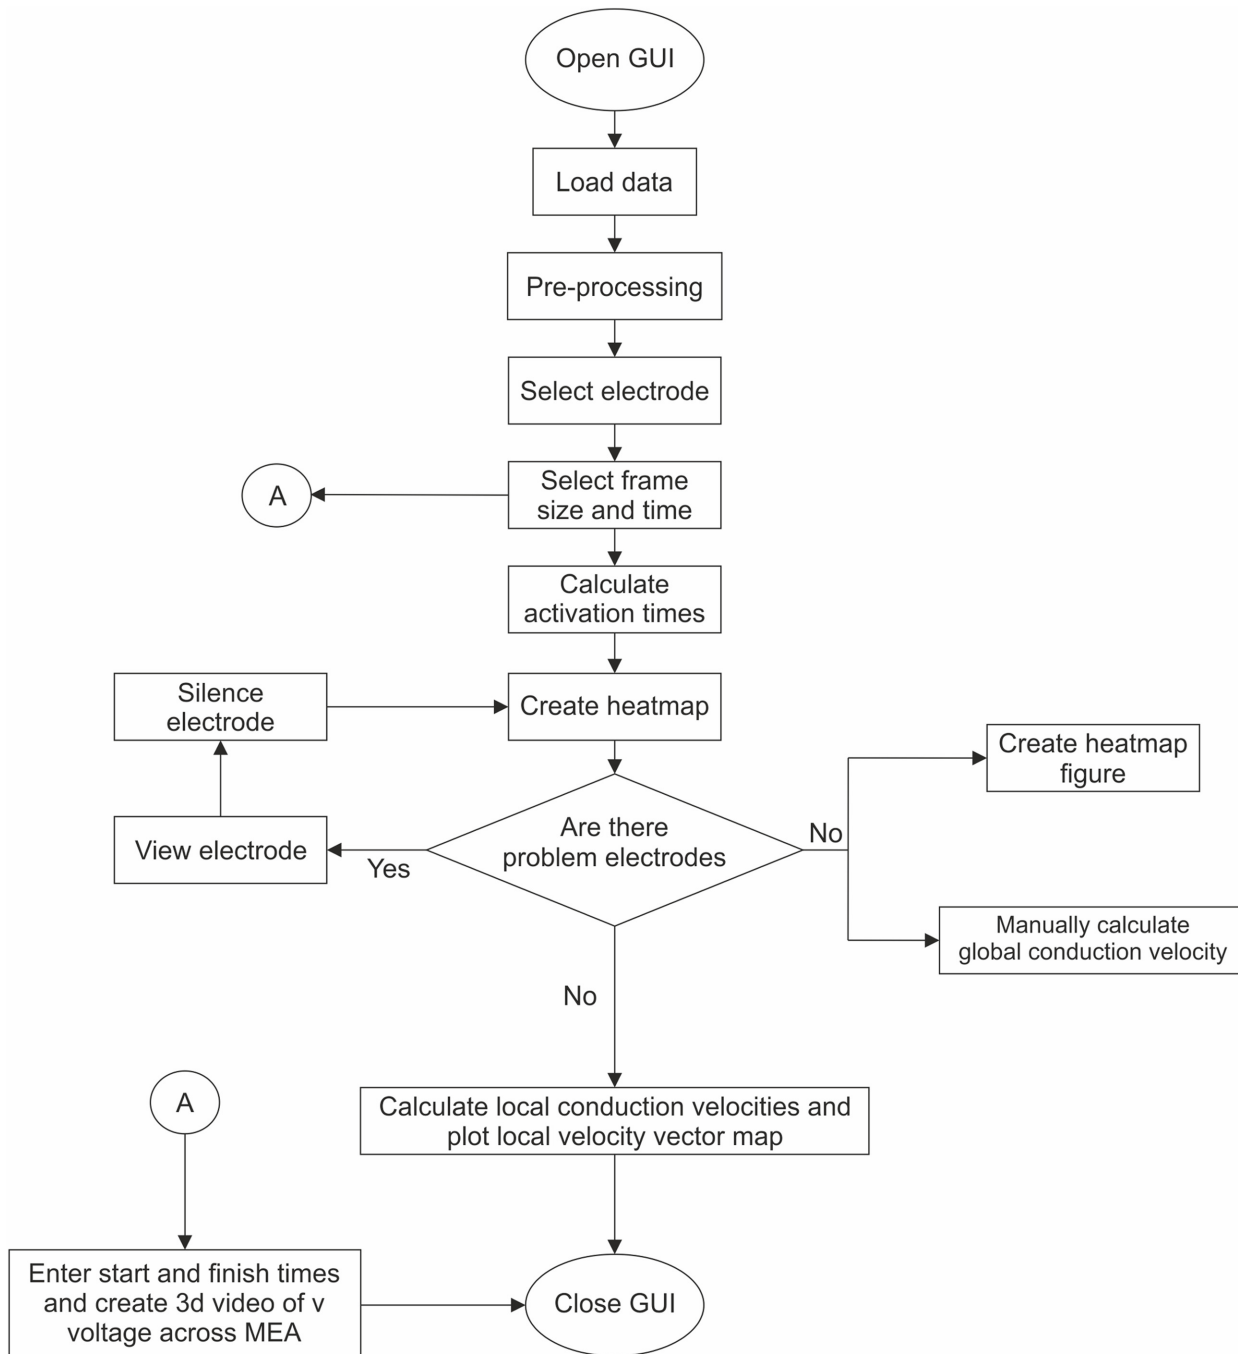 Open GUI
Load data
Pre-processing
Select electrode
Select frame
size and time
A
Calculate
activation times
Silence
electrode
Create heatmap
Create heatmap
figure
View electrode
Yes
Are there
problem electrodes
No
Manually calculate
global conduction velocity
No
A
Calculate local conduction velocities and
plot local velocity vector map
Enter start and finish times
and create 3d video of v
voltage across MEA
Close GUI